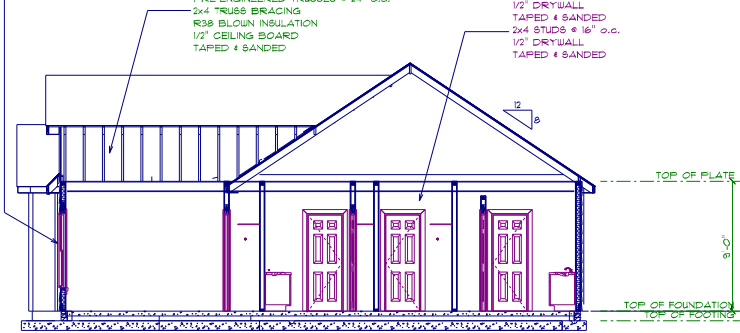 2x4 TRUSS BRACING
R38 BLOWN INSULATION
1/2" CEILING BOARD
TAPED & SANDED
1/2" DRYWALL
TAPED & SANDED
2x4 STUDS @ 16" o.c.
1/2" DRYWALL
TAPED & SANDED
12
8
TOP OF PLATE
9'-0"
TOP OF FOUNDATION
TOP OF FOOTING